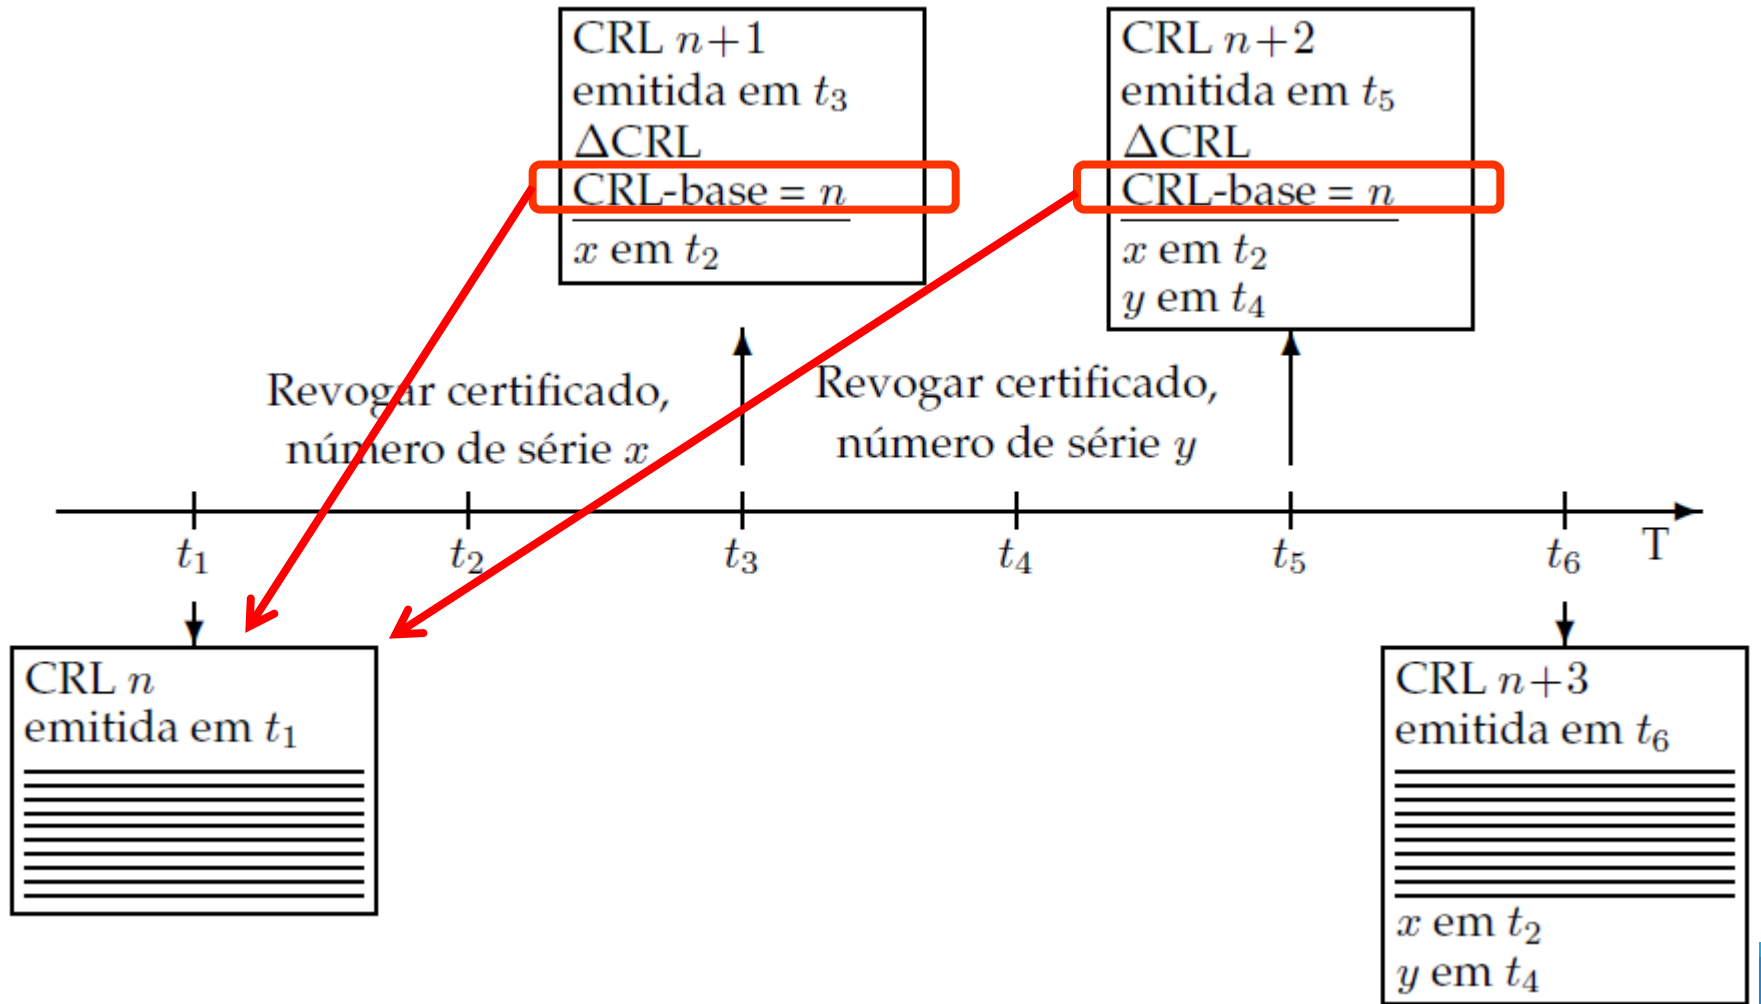 CRL n+1
emitida em t₃
ΔCRL
CRL-base = n
x em t₂
CRL n+2
emitida em t₅
ΔCRL
CRL-base = n
x em t₂
y em t₄
Revogar certificado,
número de série x
Revogar certificado,
número de série y
t₁
t₂
t₃
t₄
t₅
t₆
T
CRL n
emitida em t₁
CRL n+3
emitida em t₆
x em t₂
y em t₄